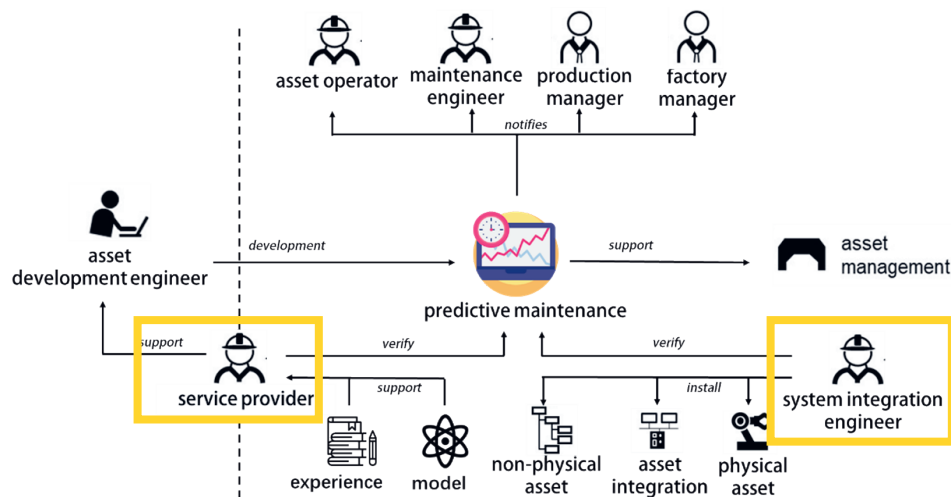 asset operator
maintenance
engineer
production
manager
factory
manager
notifies
asset
development engineer
development
support
asset
management
predictive maintenance
support
verify
verify
service provider
support
install
system integration
engineer
experience
model
non-physical
asset
asset
integration
physical
asset